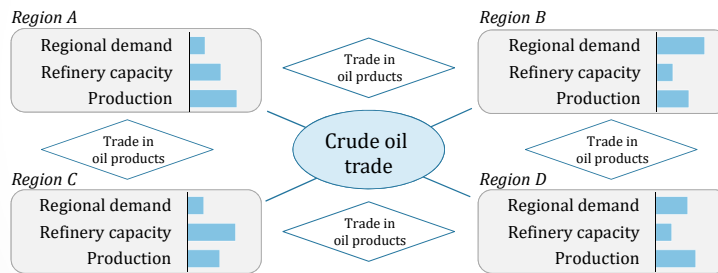 Region A
Regional demand
Refinery capacity
Production
Trade in
oil prducts
Region B
Regional demand
Refinery capacity
Production
Trade in
oil products
Crude oil
trade
Trade in
oil products
Region C
Regional demand
Refinery capacity
Production
Trade in
oil products
Region D
Regional demand
Refinery capacity
Production